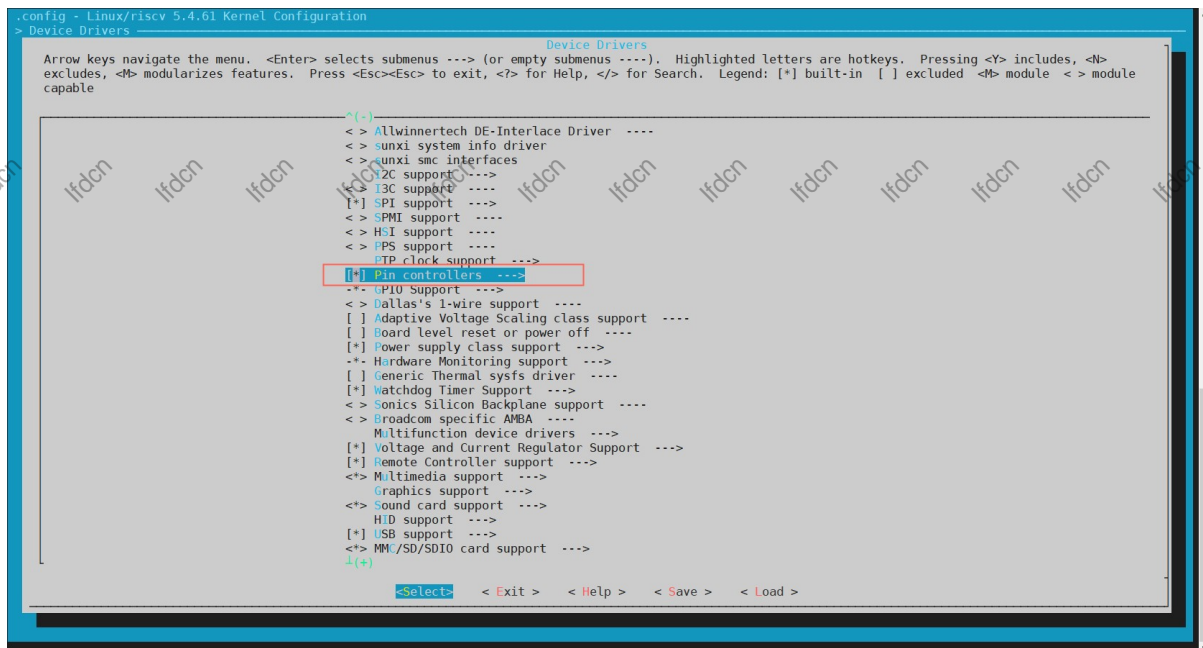 .config - Linux/riscv 5.4.61 Kernel Configuration
> Device Drivers
Device Drivers
Arrow keys navigate the menu.  <Enter> selects submenus ---> (or empty submenus ----).  Highlighted letters are hotkeys.  Pressing <Y> includes, <N>
excludes, <M> modularizes features.  Press <Esc><Esc> to exit, <?> for Help, </> for Search.  Legend: [*] built-in  [ ] excluded  <M> module  < > module
capable
^(-)
< > Allwinnertech DE-Interlace Driver  ----
< > sunxi system info driver
< > sunxi smc interfaces
I2C support  --->
< > I3C support  ----
[*] SPI support  --->
< > SPMI support  ----
< > HSI support  ----
< > PPS support  ----
PTP clock support  --->
[*] Pin controllers  --->
-*- GPIO Support  --->
< > Dallas's 1-wire support  ----
[ ] Adaptive Voltage Scaling class support  ----
[ ] Board level reset or power off  ----
[*] Power supply class support  --->
-*- Hardware Monitoring support  --->
[ ] Generic Thermal sysfs driver  ----
[*] Watchdog Timer Support  --->
< > Sonics Silicon Backplane support  ----
< > Broadcom specific AMBA  ----
Multifunction device drivers  --->
[*] Voltage and Current Regulator Support  --->
[*] Remote Controller support  --->
<*> Multimedia support  --->
Graphics support  --->
<*> Sound card support  --->
HID support  --->
[*] USB support  --->
<*> MMC/SD/SDIO card support  --->
┴(+)
<Select>    < Exit >    < Help >    < Save >    < Load >
lfdcn lfdcn lfdcn lfdcn lfdcn lfdcn lfdcn lfdcn lfdcn lfdcn lfdcn lfdcn